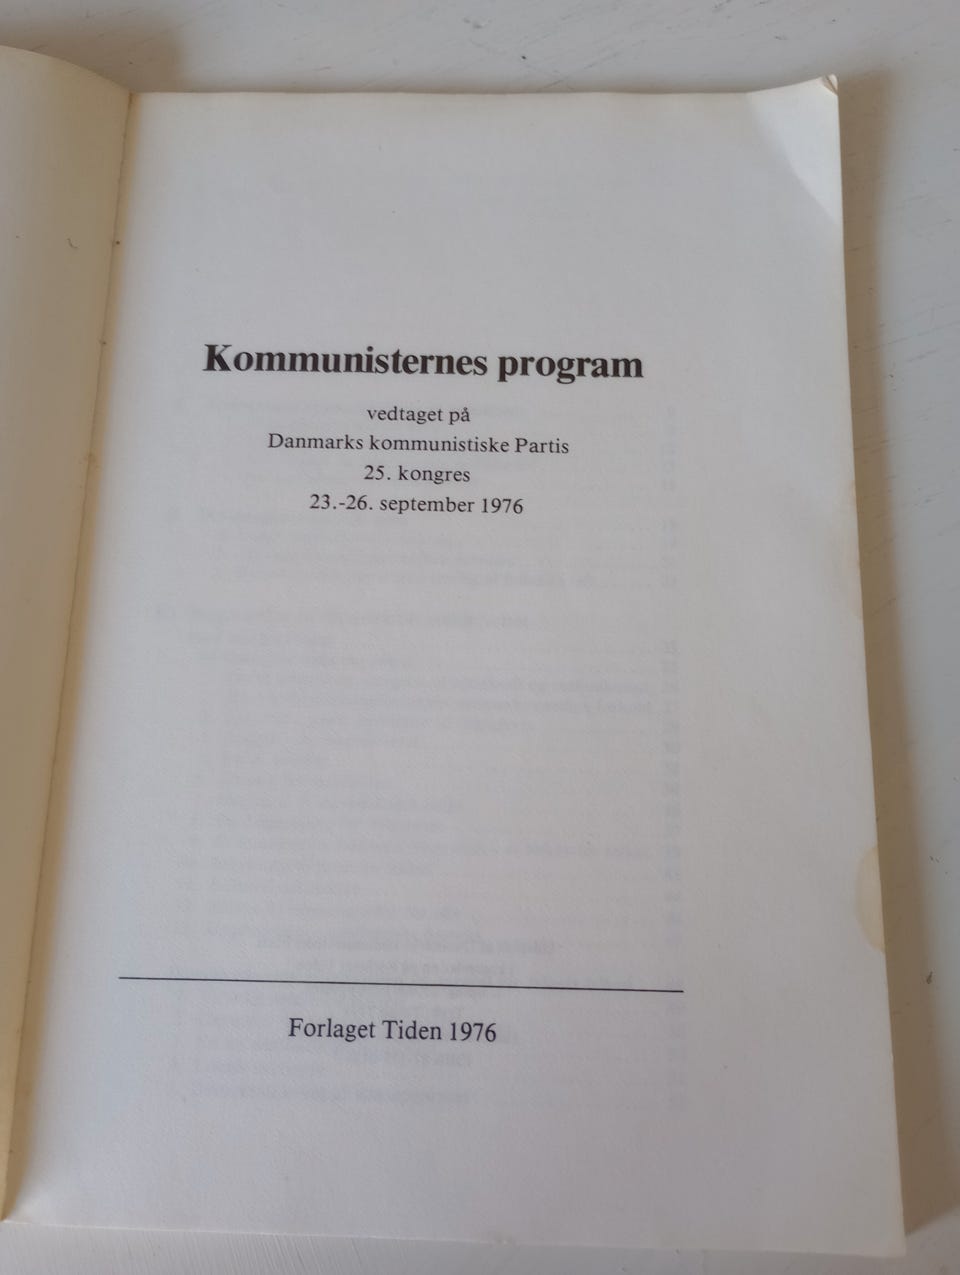 Kommunisternes program
vedtaget på
Danmarks kommunistiske Partis
25. kongres
23.-26. september 1976
Forlaget Tiden 1976